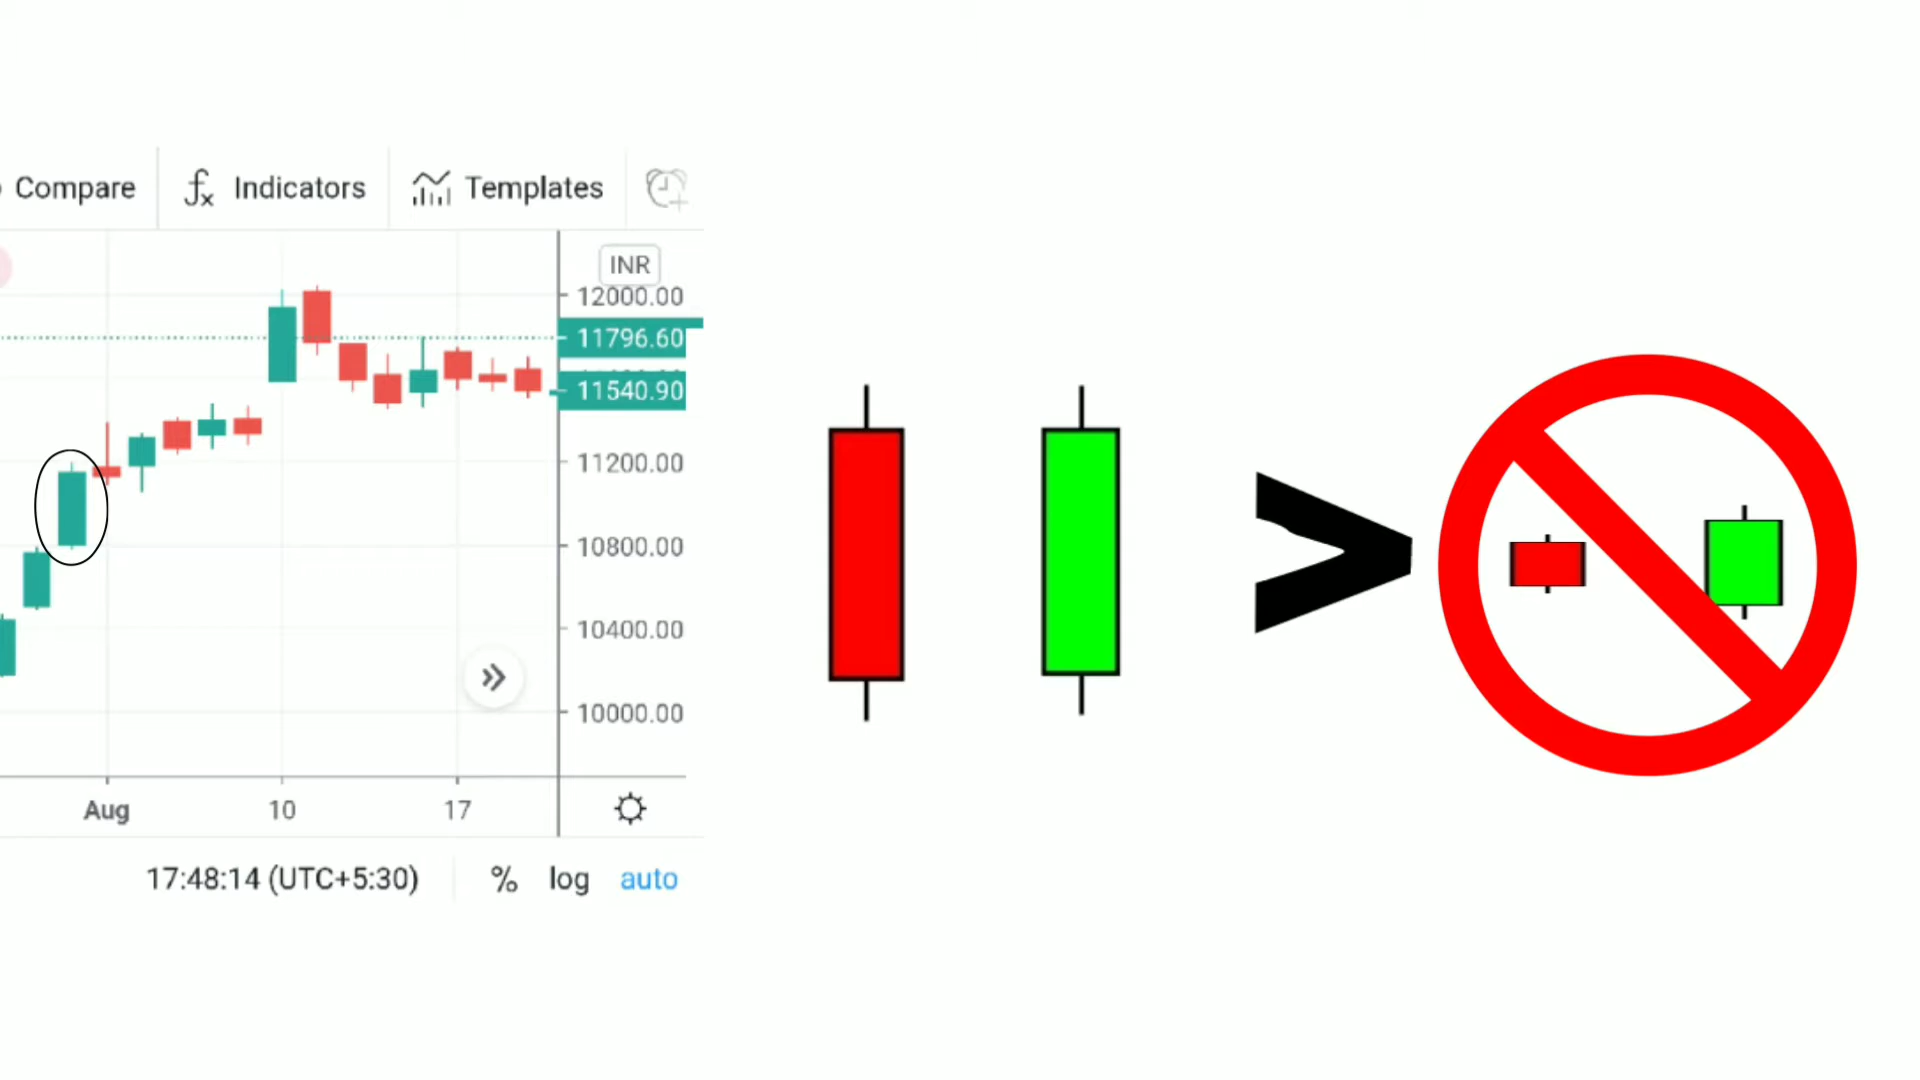 Compare
fx Indicators
Templates
INR
12000.00
11796.60
11540.90
11200.00
10800.00
10400.00
10000.00
Aug 10 17
17:48:14 (UTC+5:30) % log auto
>